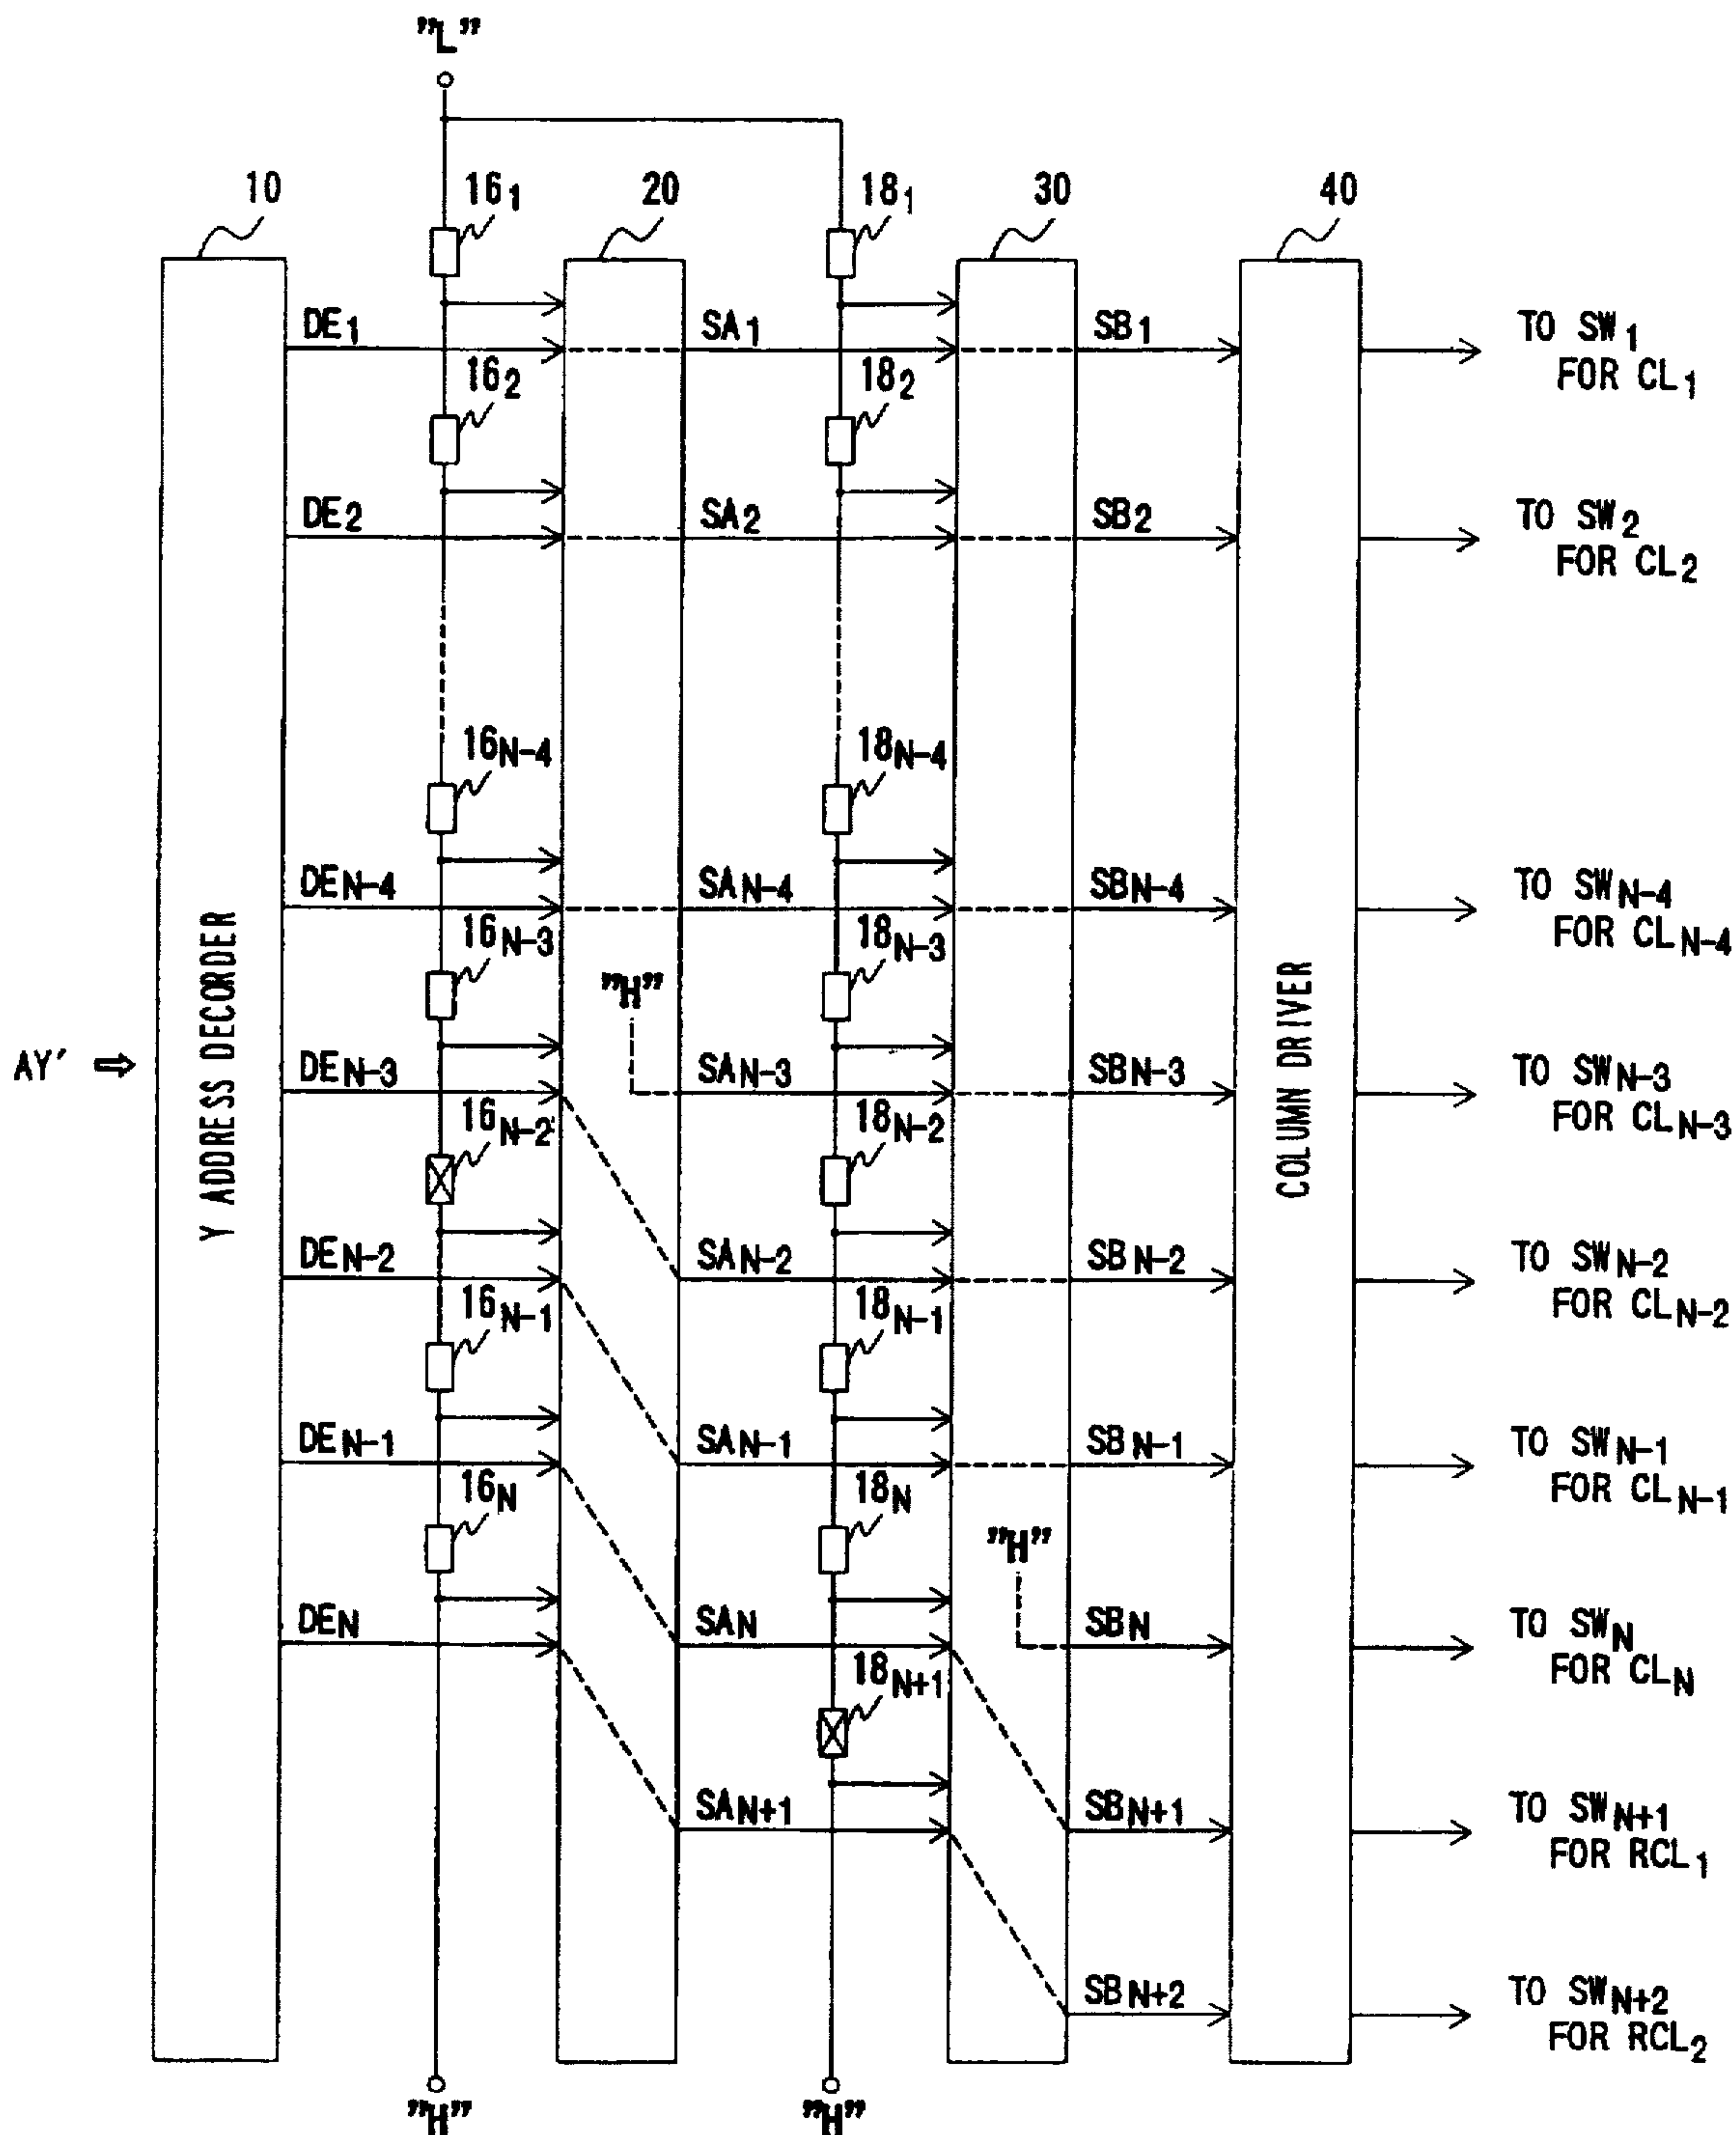 "L"
10
16₁
20
18₁
30
40
DE₁
SA₁
SB₁
TO SW₁
FOR CL₁
16₂
18₂
DE₂
SA₂
SB₂
TO SW₂
FOR CL₂
16N-4
18N-4
DEN-4
SAN-4
SBN-4
TO SWN-4
FOR CLN-4
16N-3
18N-3
"H"
AY' ⇨
Y ADDRESS DECORDER
COLUMN DRIVER
DEN-3
SAN-3
SBN-3
TO SWN-3
FOR CLN-3
16N-2
18N-2
DEN-2
SAN-2
SBN-2
TO SWN-2
FOR CLN-2
16N-1
18N-1
DEN-1
SAN-1
SBN-1
TO SWN-1
FOR CLN-1
16N
18N
"H"
DEN
SAN
SBN
TO SWN
FOR CLN
18N+1
SAN+1
SBN+1
TO SWN+1
FOR RCL₁
SBN+2
TO SWN+2
FOR RCL₂
"H"
"H"